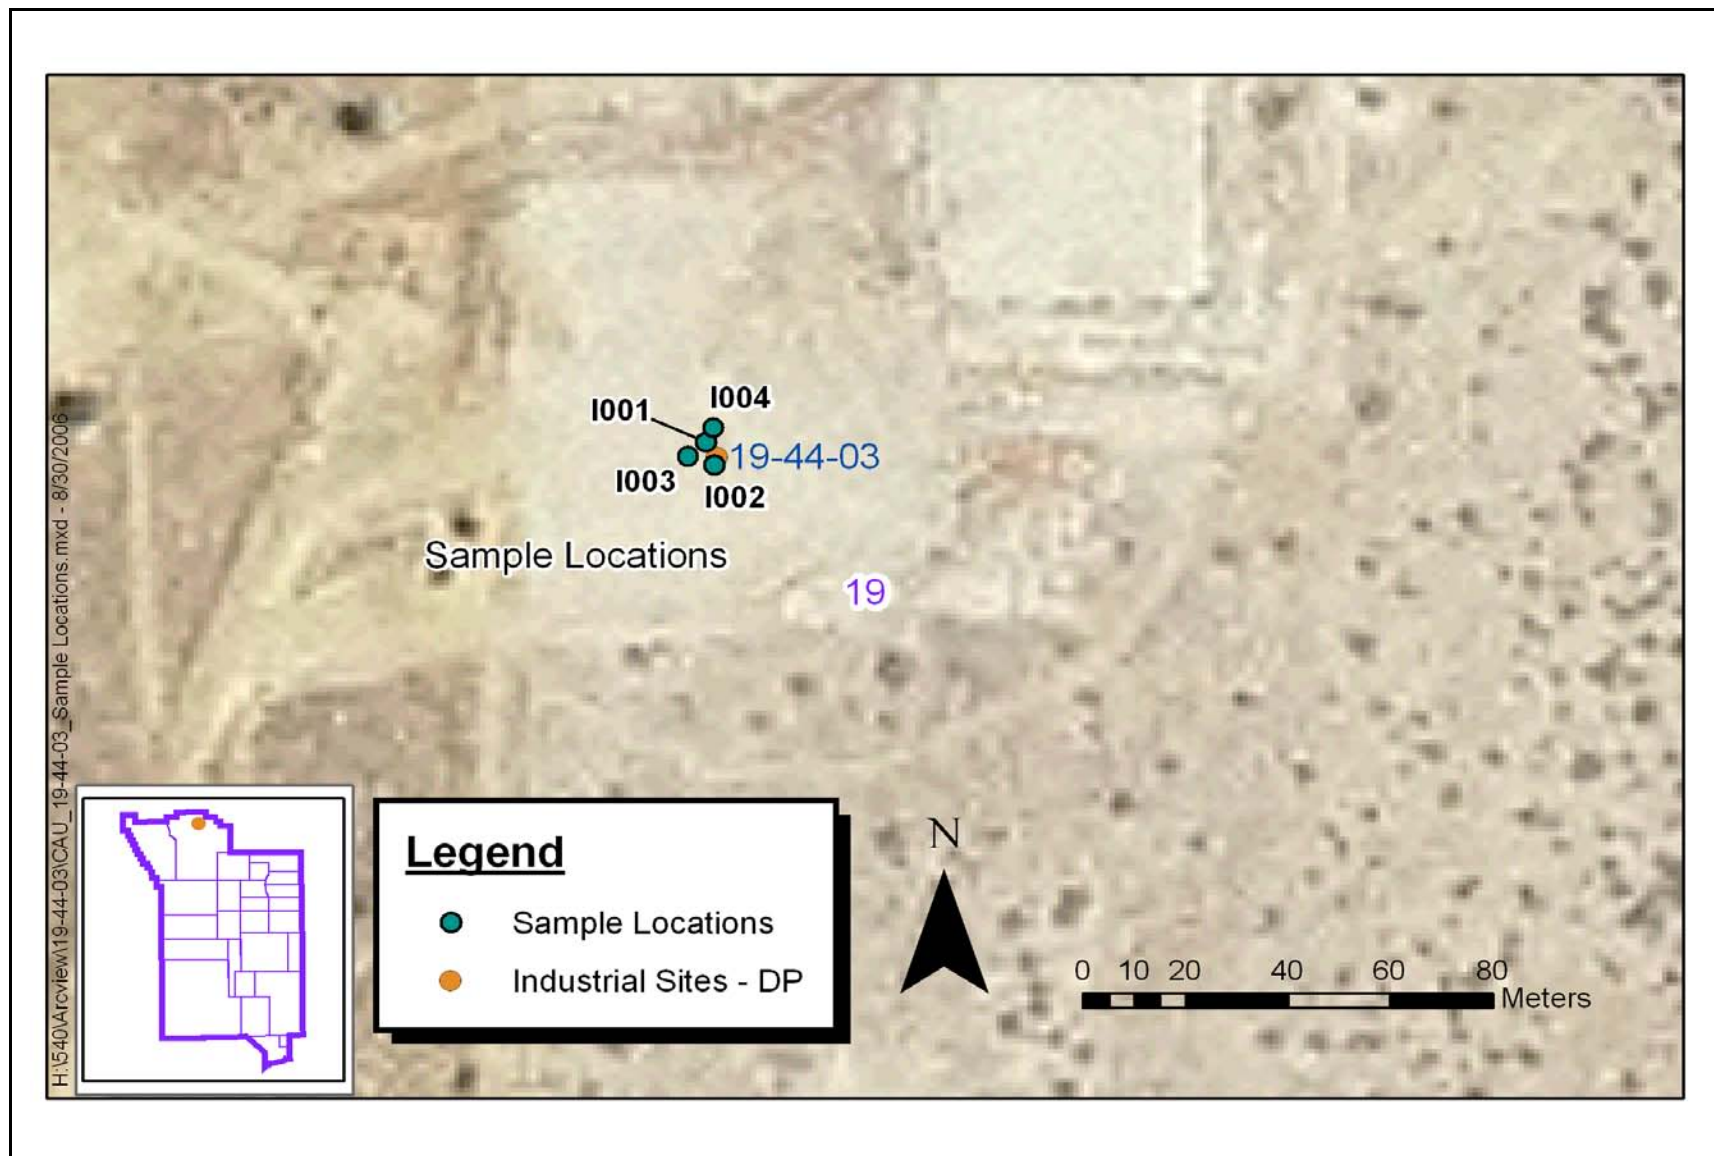 I004
I001
19-44-03
I003
I002
Sample Locations
19
H:\540\Arcview\19-44-03\CAU_19-44-03_Sample Locations.mxd - 8/30/2006
Legend
Sample Locations
Industrial Sites - DP
N
0 10 20 40 60 80
Meters